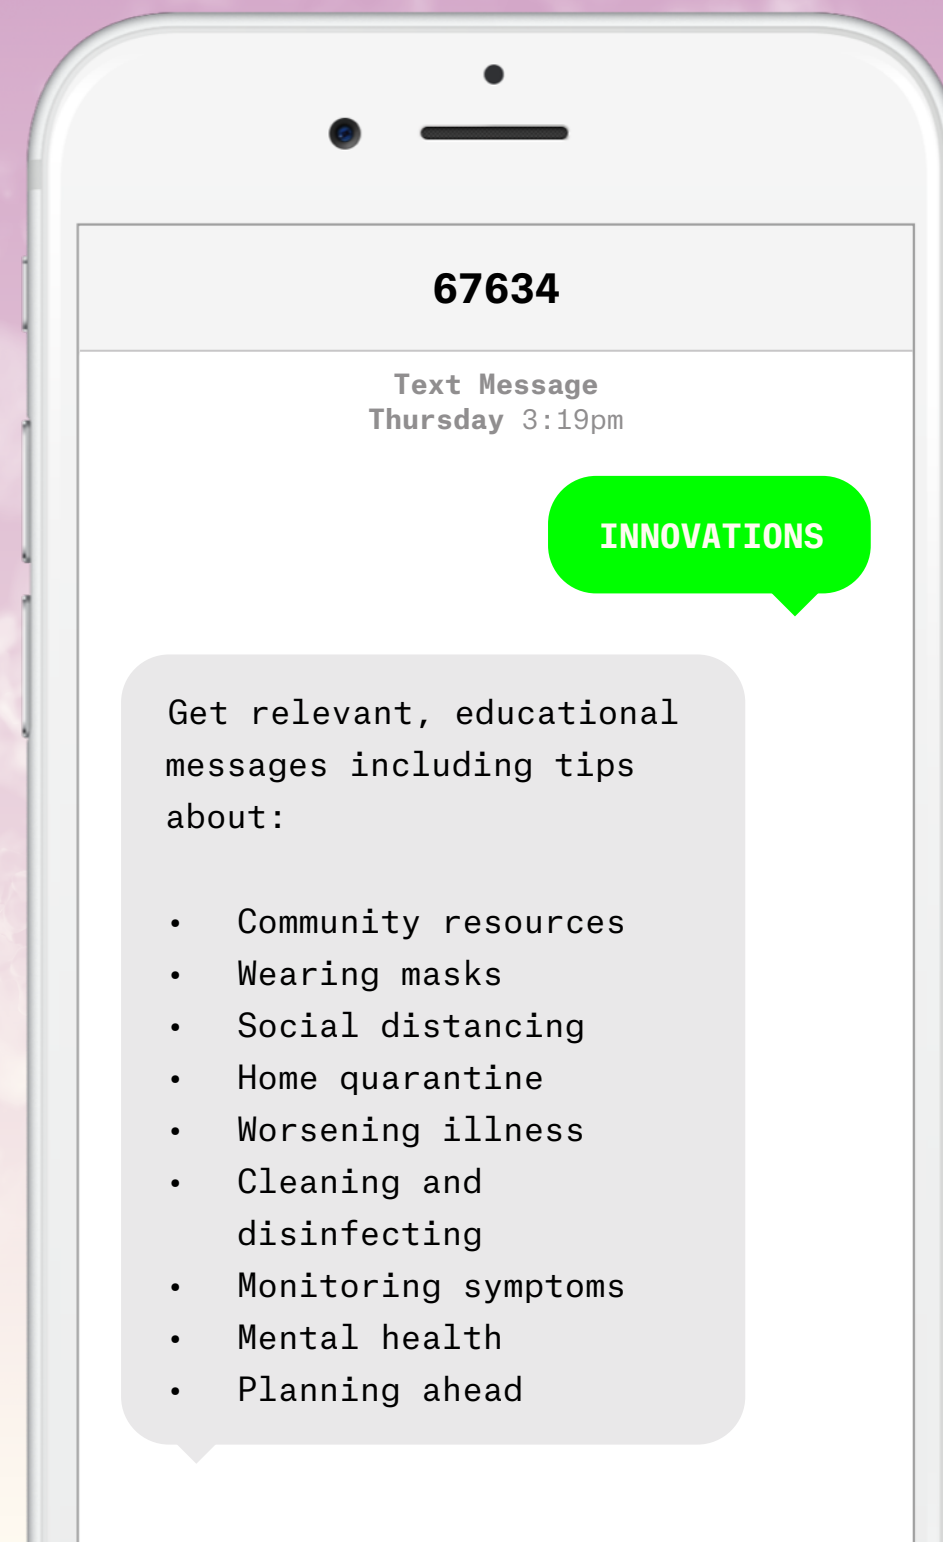 67634
Text Message
Thursday 3:19pm
INNOVATIONS
Get relevant, educational
messages including tips
about:
• Community resources
• Wearing masks
• Social distancing
• Home quarantine
• Worsening illness
• Cleaning and
disinfecting
• Monitoring symptoms
• Mental health
• Planning ahead